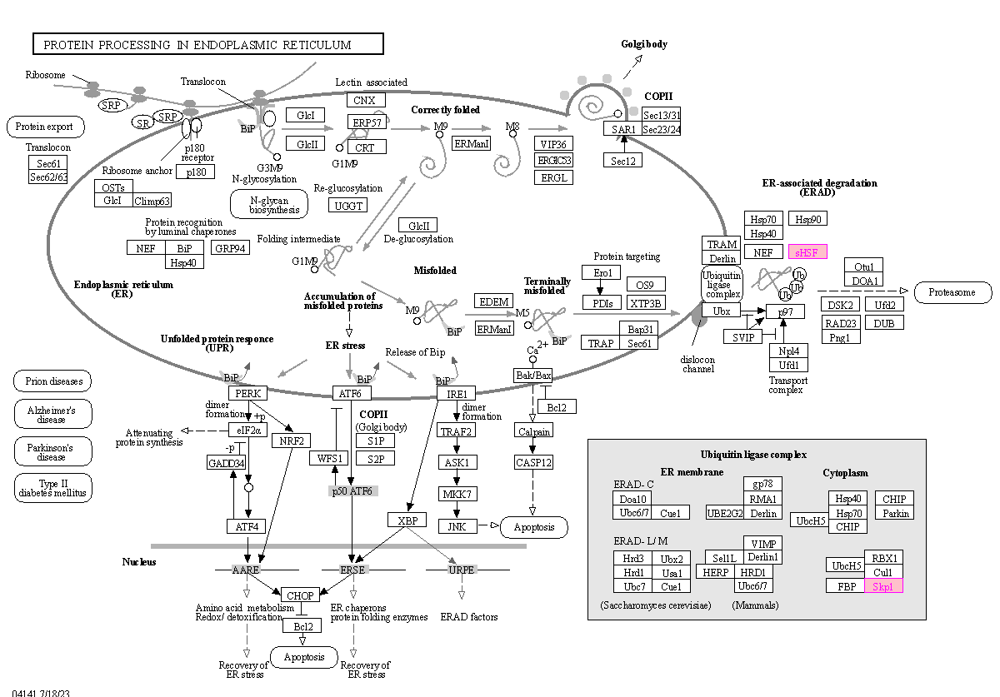 PROTEIN PROCESSING IN ENDOPLASMIC RETICULUM
Golgi body
Ribosome
Translocon
Lectin associated
COPII
SRP
SR
SRP
CNX
Correctly folded
Sec13/31
GlcI
ERP57
M9
M8
SAR1
Sec23/24
Protein export
BiP
GlcII
CRT
ERManI
VIP36
Translocon
p180
receptor
G1M9
ERGIC53
Sec12
Sec61
Sec62/63
Ribosome anchor
p180
G3M9
N-glycosylation
ERGL
OSTs
GlcI
Climp63
N-glycan
biosynthesis
Re-glucosylation
UGGT
ER-associated degradation
(ERAD)
Protein recognition
by luminal chaperones
GlcII
De-glucosylation
Hsp70
Hsp90
Hsp40
NEF
BiP
GRP94
Hsp40
Folding intermediate
G1M9
TRAM
Derlin
NEF
sHSF
Protein targeting
Misfolded
Ero1
Ubiquitin
ligase
complex
Ub
Ub
Ub
Otu1
DOA1
Endoplasmic reticulum
(ER)
Accumulation of
misfolded proteins
Terminally
misfolded
OS9
Proteasome
EDEM
PDIs
XTP3B
M9
M5
ERManI
Ubx
p97
DSK2
Ufd2
BiP
BiP
Bap31
TRAP
Sec61
SVIP
RAD23
DUB
Png1
Unfolded protein responce
(UPR)
ER stress
Release of Bip
Ca2+
dislocon
channel
Npl4
Ufd1
Transport
complex
BiP
BiP
BiP
Bak/Bax
Prion diseases
PERK
ATF6
IRE1
Bcl2
Alzheimer's
disease
dimer
formation
+p
COPII
(Golgi body)
dimer
formation
Attenuating
protein synthesis
eIF2α
NRF2
S1P
TRAF2
Calpain
Parkinson's
disease
-p
GADD34
WFS1
S2P
ASK1
CASP12
Type II
diabetes mellitus
p50 ATF6
MKK7
ATF4
XBP
JNK
Apoptosis
Nucleus
AARE
ERSE
URPE
CHOP
Amino acid metabolism
Redox/ detoxification
ER chaperons
protein folding enzymes
ERAD factors
Bcl2
Apoptosis
Recovery of
ER stress
Recovery of
ER stress
Ubiquitin ligase complex
ER membrane
Cytoplasm
ERAD- C
gp78
Doa10
RMA1
Hsp40
CHIP
Ubc6/7
Cue1
UBE2G2
Derlin
UbcH5
Hsp70
Parkin
CHIP
ERAD- L/ M
VIMP
Hrd3
Ubx2
Sel1L
Derlin1
UbcH5
RBX1
Hrd1
Usa1
HERP
HRD1
Cul1
Ubc7
Cue1
Ubc6/7
FBP
Skp1
(Saccharomyces cerevisiae)
(Mammals)
04141 7/18/23